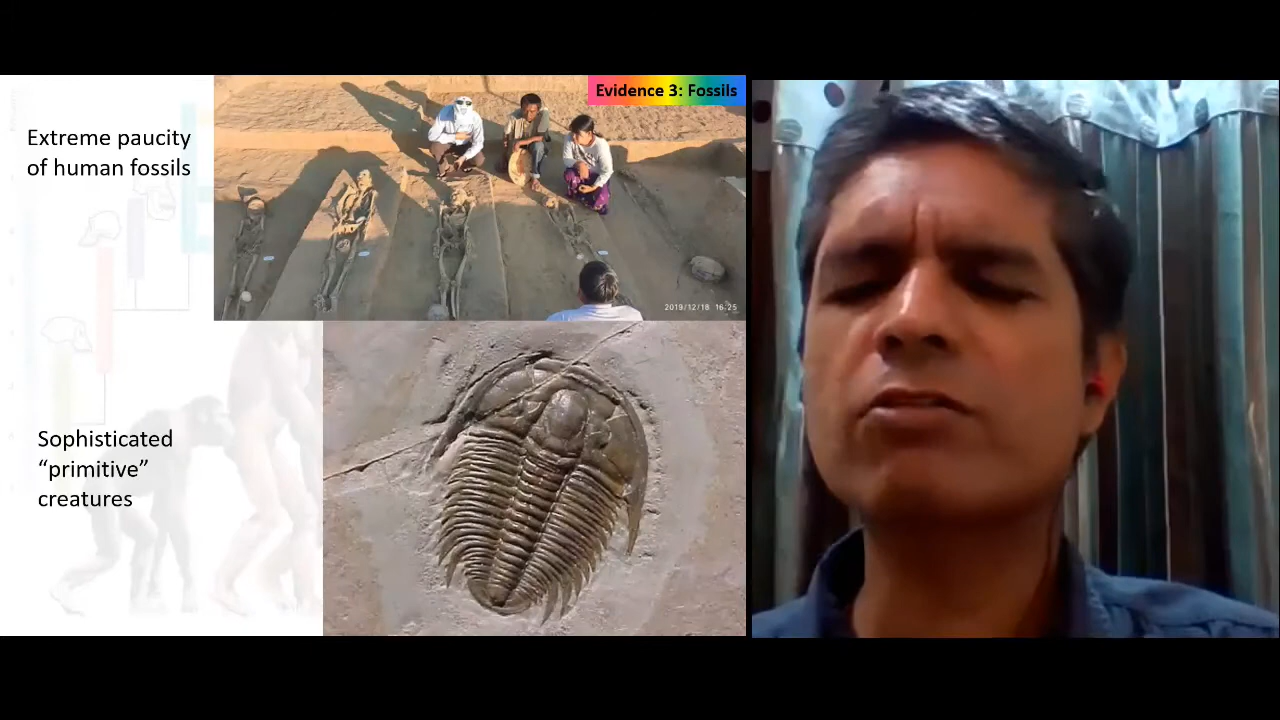 Evidence 3: Fossils
Extreme paucity
of human fossils
2019/12/18 16:25
Sophisticated
“primitive”
creatures